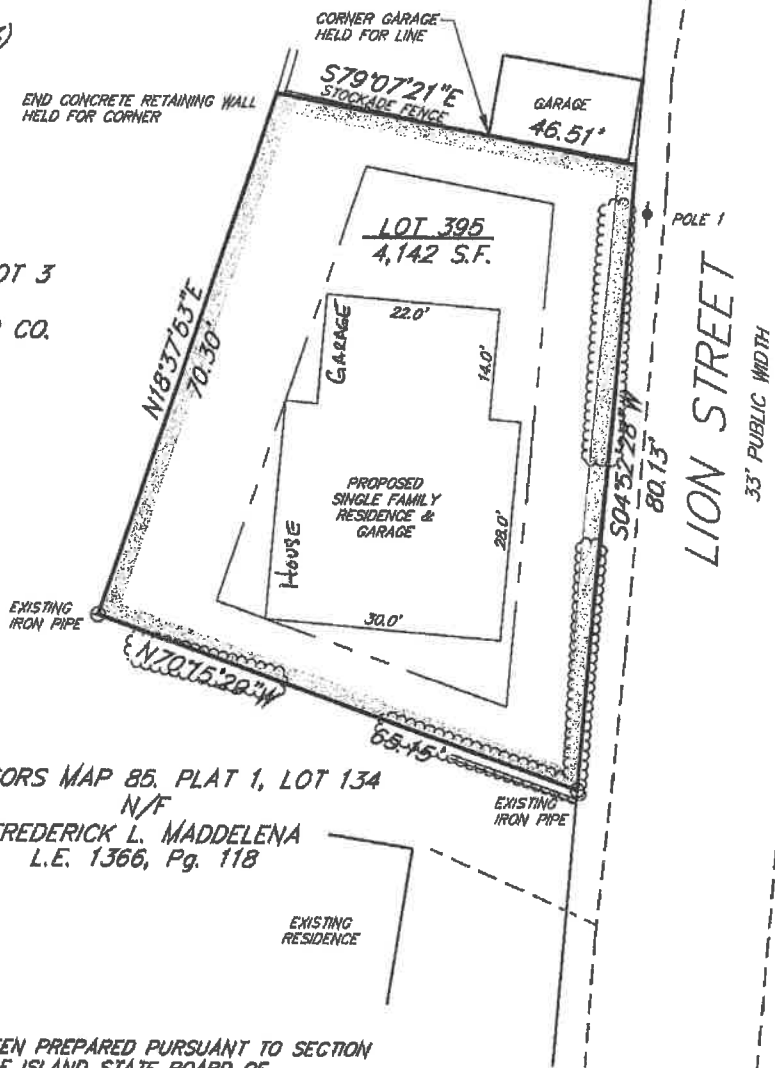 CORNER GARAGE
HELD FOR LINE
END CONCRETE RETAINING WALL
HELD FOR CORNER
S79°07'21"E
STOCKADE FENCE
GARAGE
46.51'
LOT 395
4,142 S.F.
POLE 1
OT 3
CO.
N18°37'53"E
70.30'
22.0'
GARAGE
14.0'
LION STREET
33' PUBLIC WIDTH
S04°52'28"W
80.13'
PROPOSED
SINGLE FAMILY
RESIDENCE &
GARAGE
HOUSE
28.0'
30.0'
EXISTING
IRON PIPE
N70°15'29"W
65.15'
EXISTING
IRON PIPE
ORS MAP 85. PLAT 1, LOT 134
N/F
FREDERICK L. MADDELENA
L.E. 1366, Pg. 118
EXISTING
RESIDENCE
EN PREPARED PURSUANT TO SECTION
E ISLAND STATE BOARD OF